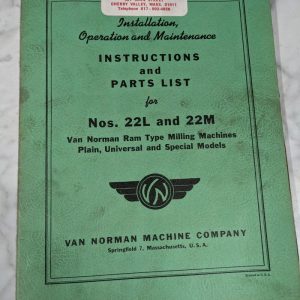 CHERRY VALLEY, MASS. 01611
Installation,
Operation and Maintenance
INSTRUCTIONS
and
PARTS LIST
for
Nos. 22L and 22M
Van Norman Ram Type Milling Machines
Plain, Universal and Special Models
VN
VAN NORMAN MACHINE COMPANY
Springfield 7, Massachusetts, U.S.A.